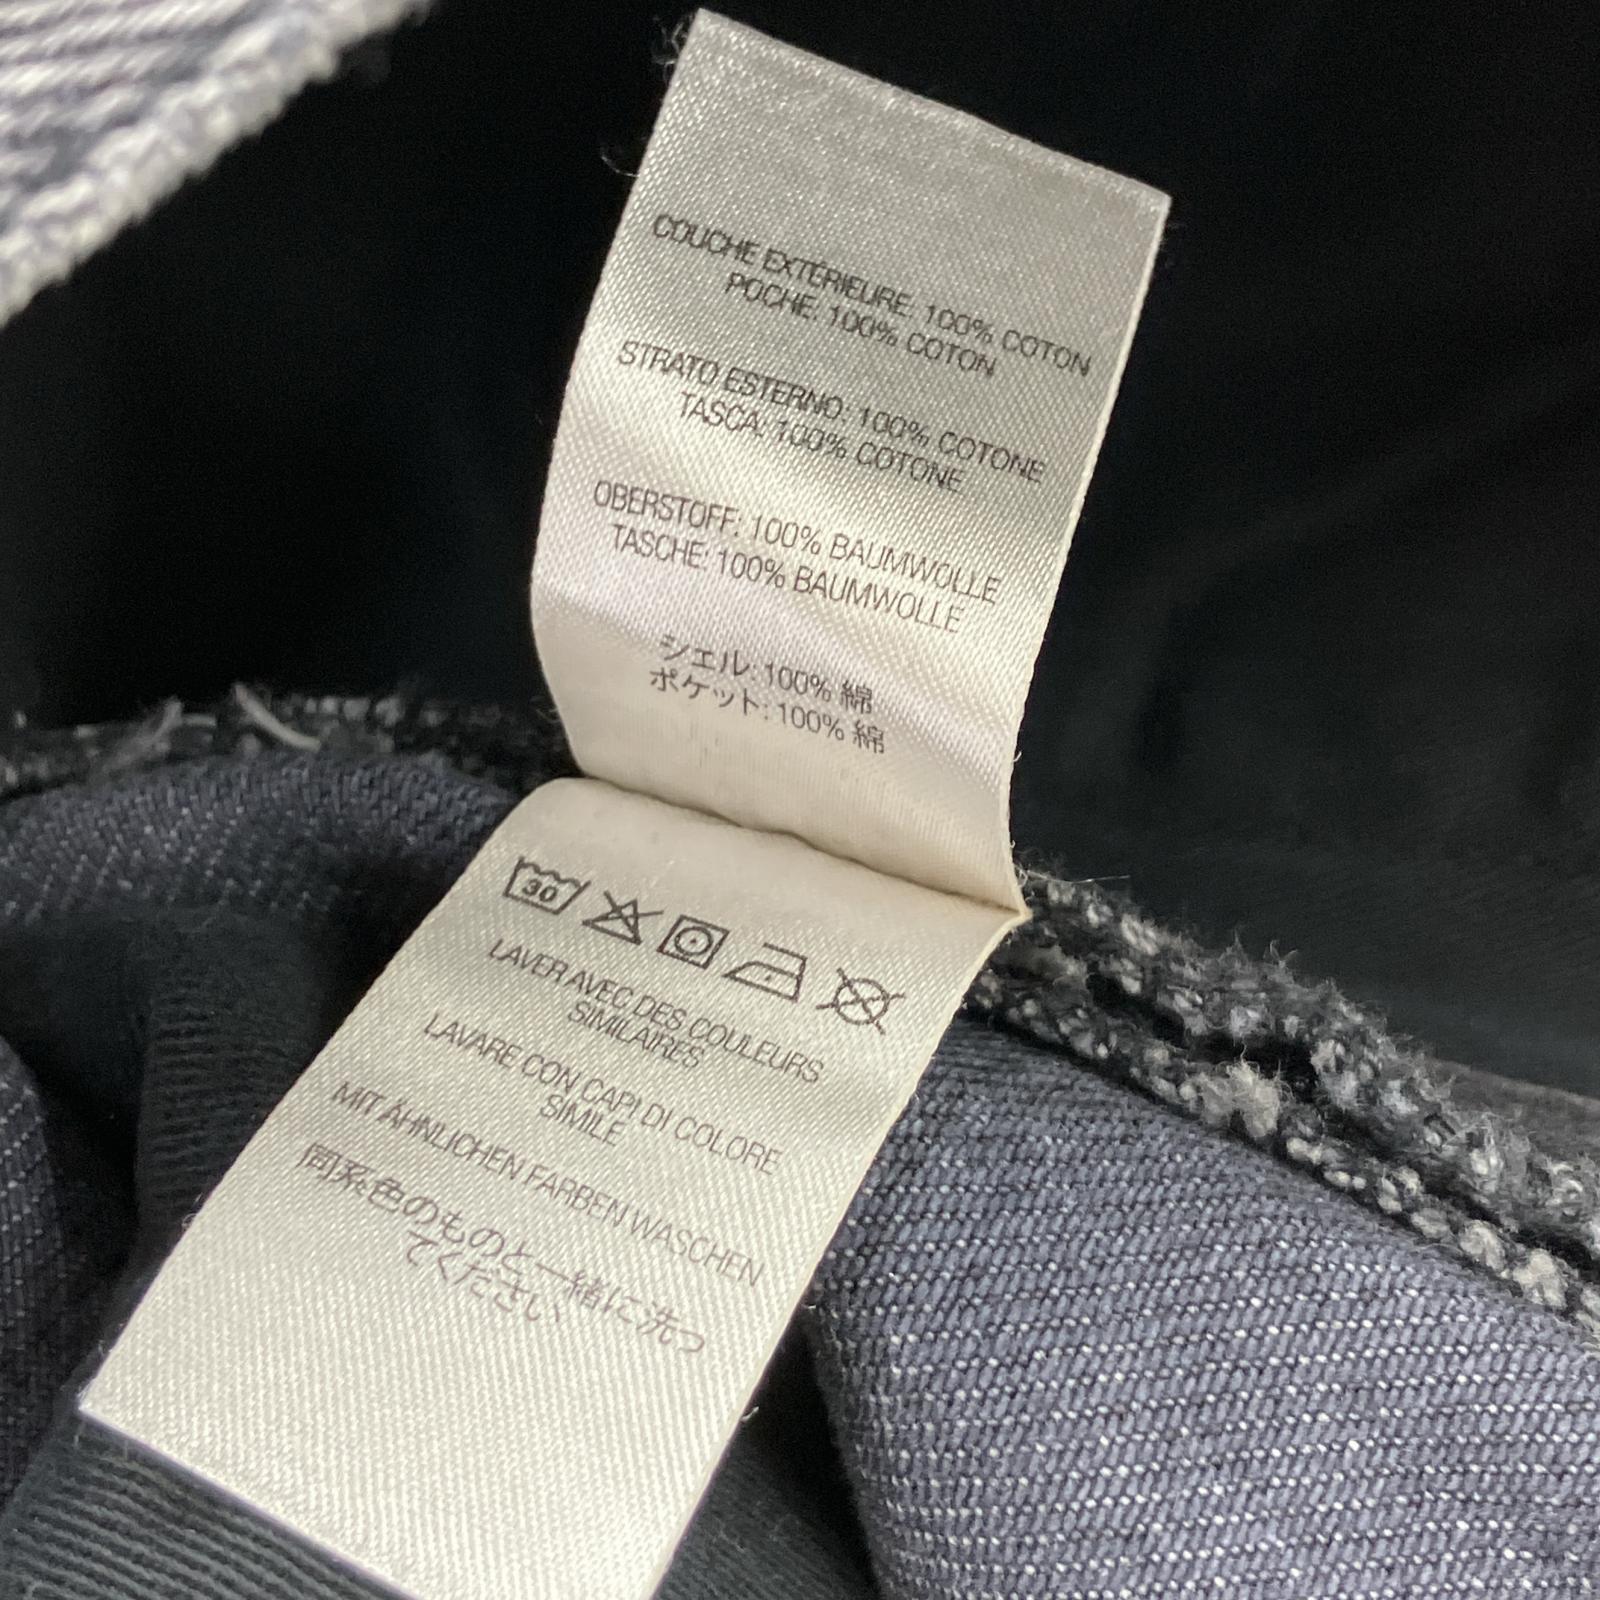 COUCHE EXTÉRIEURE: 100% COTON
POCHE: 100% COTON
STRATO ESTERNO: 100% COTONE
TASCA: 100% COTONE
OBERSTOFF: 100% BAUMWOLLE
TASCHE: 100% BAUMWOLLE
シェル: 100% 綿
ポケット: 100% 綿
30
LAVER AVEC DES COULEURS
SIMILAIRES
LAVARE CON CAPI DI COLORE
SIMILE
MIT ÄHNLICHEN FARBEN WASCHEN
同系色のものと一緒に洗っ
てください